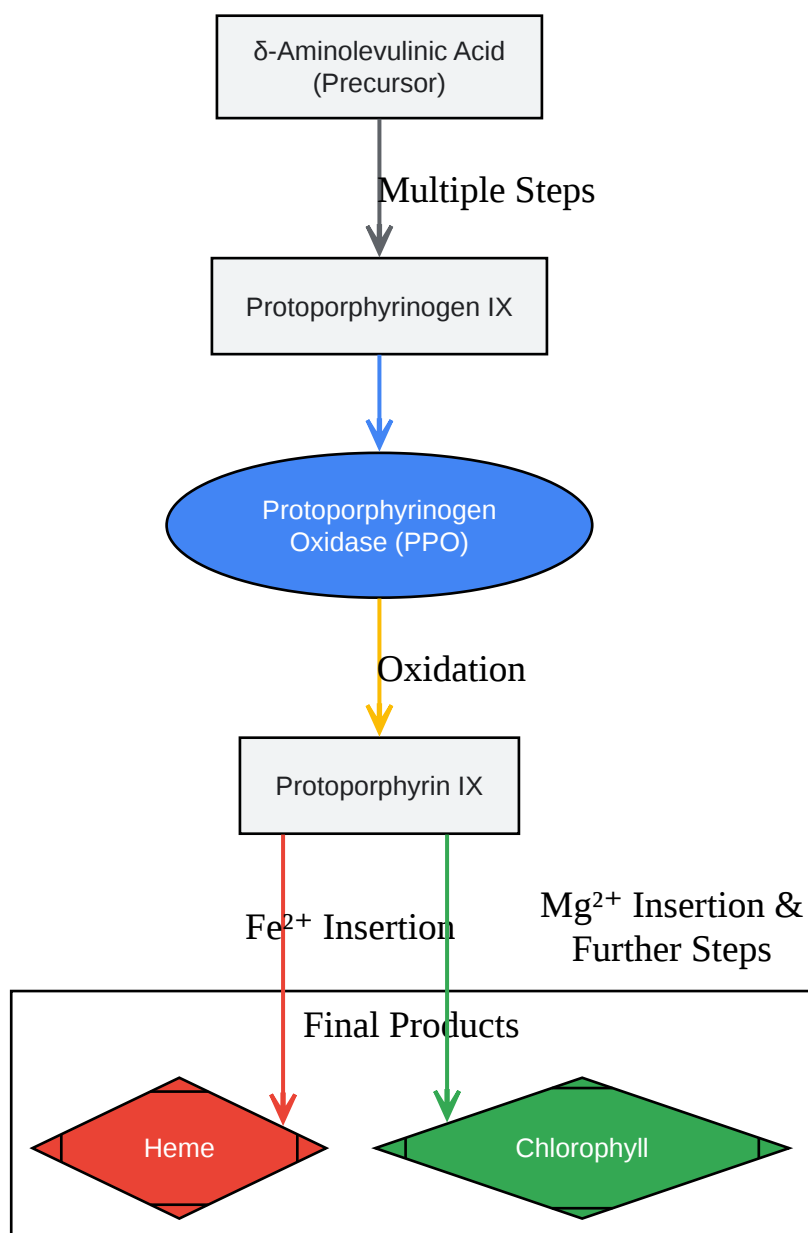 δ-Aminolevulinic Acid
(Precursor)
Multiple Steps
Protoporphyrinogen IX
Protoporphyrinogen
Oxidase (PPO)
Oxidation
Protoporphyrin IX
Fe²⁺ Insertion
Mg²⁺ Insertion &
Further Steps
Final Products
Heme
Chlorophyll